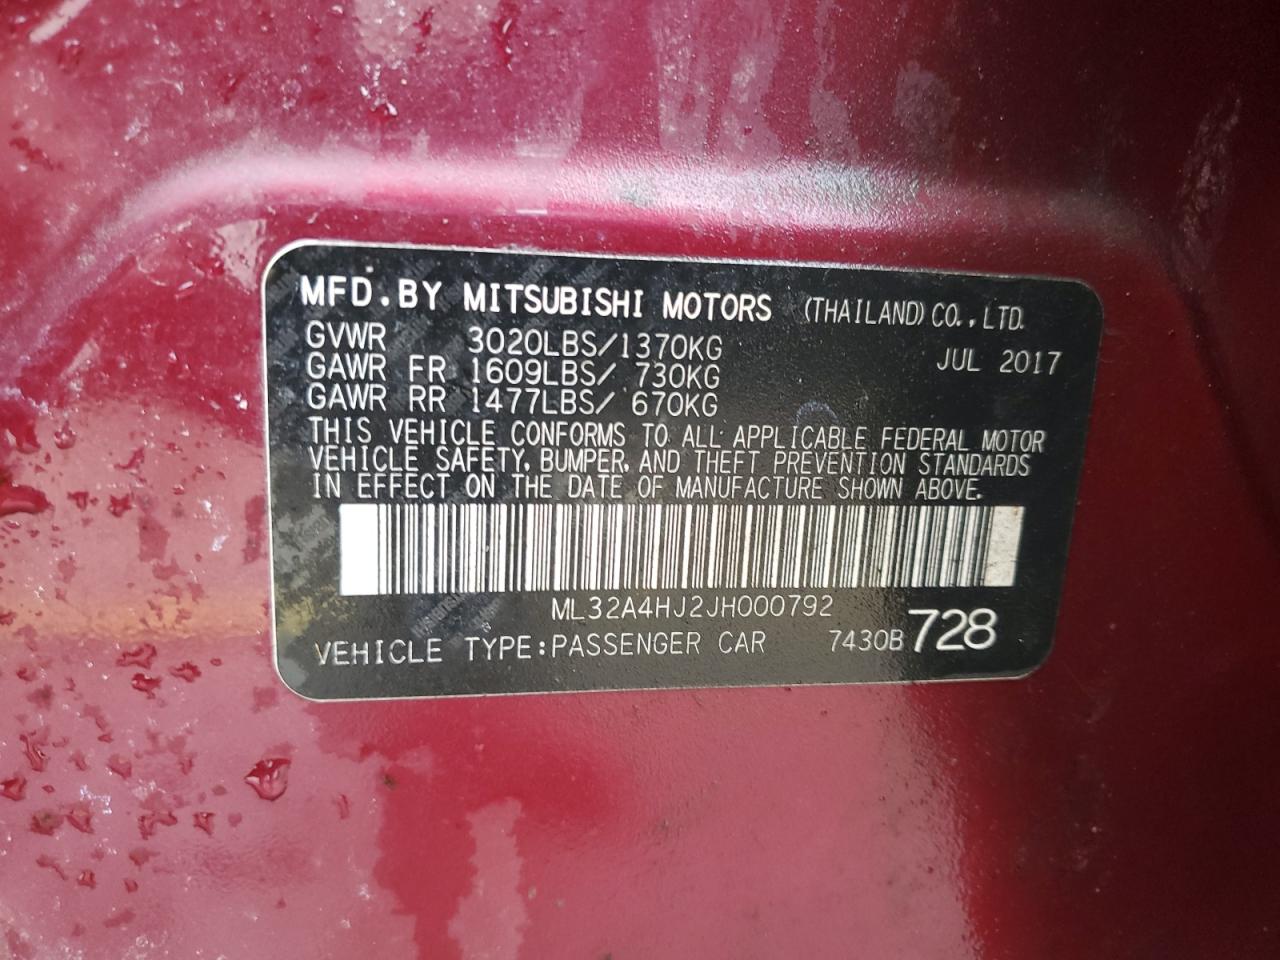 MFD.BY MITSUBISHI MOTORS (THAILAND) CO.,LTD.
GVWR 3020LBS/1370KG JUL 2017
GAWR FR 1609LBS/ 730KG
GAWR RR 1477LBS/ 670KG
THIS VEHICLE CONFORMS TO ALL APPLICABLE FEDERAL MOTOR
VEHICLE SAFETY, BUMPER, AND THEFT PREVENTION STANDARDS
IN EFFECT ON THE DATE OF MANUFACTURE SHOWN ABOVE.
ML32A4HJ2JH000792
VEHICLE TYPE:PASSENGER CAR 7430B 728